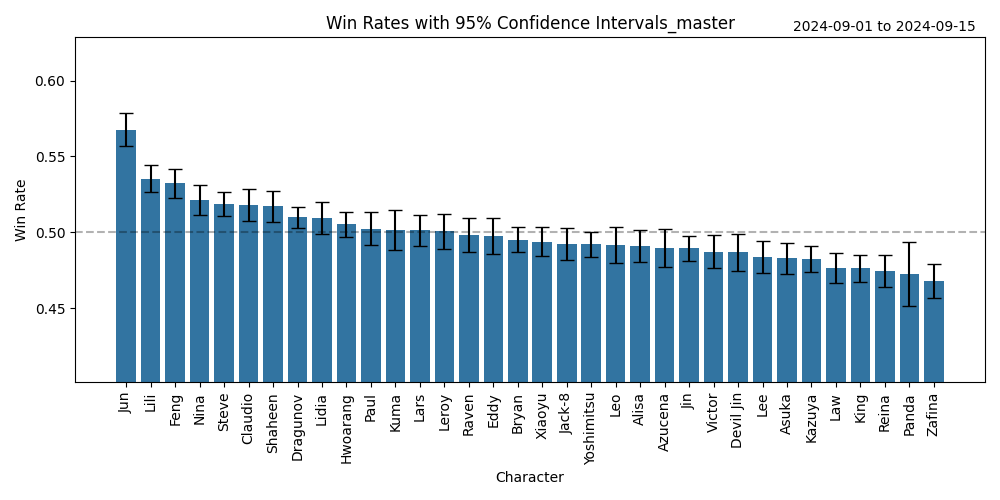 Win Rates with 95% Confidence Intervals_master
2024-09-01 to 2024-09-15
Win Rate
0.60
0.55
0.50
0.45
Jun
Lili
Feng
Nina
Steve
Claudio
Shaheen
Dragunov
Lidia
Hwoarang
Paul
Kuma
Lars
Leroy
Raven
Eddy
Bryan
Xiaoyu
Jack-8
Yoshimitsu
Leo
Alisa
Azucena
Jin
Victor
Devil Jin
Lee
Asuka
Kazuya
Law
King
Reina
Panda
Zafina
Character